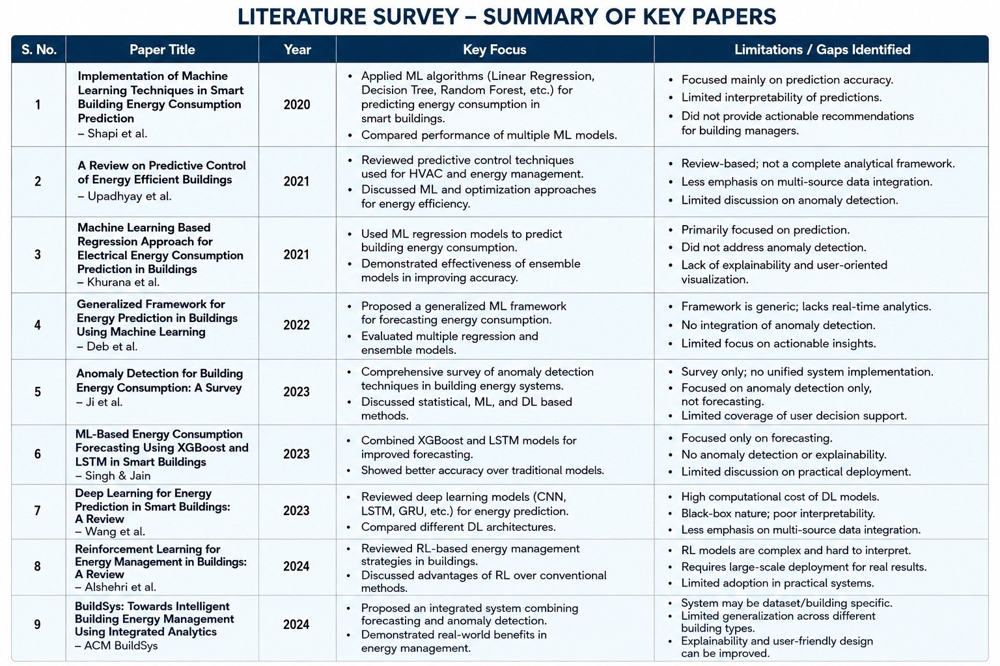 LITERATURE SURVEY – SUMMARY OF KEY PAPERS
S. No.
Paper Title
Year
Key Focus
Limitations / Gaps Identified
1
Implementation of Machine
Learning Techniques in Smart
Building Energy Consumption
Prediction
– Shapi et al.
2020
• Applied ML algorithms (Linear Regression,
Decision Tree, Random Forest, etc.) for
predicting energy consumption in
smart buildings.
• Compared performance of multiple ML models.
• Focused mainly on prediction accuracy.
• Limited interpretability of predictions.
• Did not provide actionable recommendations
for building managers.
2
A Review on Predictive Control
of Energy Efficient Buildings
– Upadhyay et al.
2021
• Reviewed predictive control techniques
used for HVAC and energy management.
• Discussed ML and optimization approaches
for energy efficiency.
• Review-based; not a complete analytical framework.
• Less emphasis on multi-source data integration.
• Limited discussion on anomaly detection.
3
Machine Learning Based
Regression Approach for
Electrical Energy Consumption
Prediction in Buildings
– Khurana et al.
2021
• Used ML regression models to predict
building energy consumption.
• Demonstrated effectiveness of ensemble
models in improving accuracy.
• Primarily focused on prediction.
• Did not address anomaly detection.
• Lack of explainability and user-oriented
visualization.
4
Generalized Framework for
Energy Prediction in Buildings
Using Machine Learning
– Deb et al.
2022
• Proposed a generalized ML framework
for forecasting energy consumption.
• Evaluated multiple regression and
ensemble models.
• Framework is generic; lacks real-time analytics.
• No integration of anomaly detection.
• Limited focus on actionable insights.
5
Anomaly Detection for Building
Energy Consumption: A Survey
– Ji et al.
2023
• Comprehensive survey of anomaly detection
techniques in building energy systems.
• Discussed statistical, ML, and DL based
methods.
• Survey only; no unified system implementation.
• Focused on anomaly detection only,
not forecasting.
• Limited coverage of user decision support.
6
ML-Based Energy Consumption
Forecasting Using XGBoost and
LSTM in Smart Buildings
– Singh & Jain
2023
• Combined XGBoost and LSTM models for
improved forecasting.
• Showed better accuracy over traditional models.
• Focused only on forecasting.
• No anomaly detection or explainability.
• Limited discussion on practical deployment.
7
Deep Learning for Energy
Prediction in Smart Buildings:
A Review
– Wang et al.
2023
• Reviewed deep learning models (CNN,
LSTM, GRU, etc.) for energy prediction.
• Compared different DL architectures.
• High computational cost of DL models.
• Black-box nature; poor interpretability.
• Less emphasis on multi-source data integration.
8
Reinforcement Learning for
Energy Management in Buildings:
A Review
– Alshehri et al.
2024
• Reviewed RL-based energy management
strategies in buildings.
• Discussed advantages of RL over conventional
methods.
• RL models are complex and hard to interpret.
• Requires large-scale deployment for real results.
• Limited adoption in practical systems.
9
BuildSys: Towards Intelligent
Building Energy Management
Using Integrated Analytics
– ACM BuildSys
2024
• Proposed an integrated system combining
forecasting and anomaly detection.
• Demonstrated real-world benefits in
energy management.
• System may be dataset/building specific.
• Limited generalization across different
building types.
• Explainability and user-friendly design
can be improved.